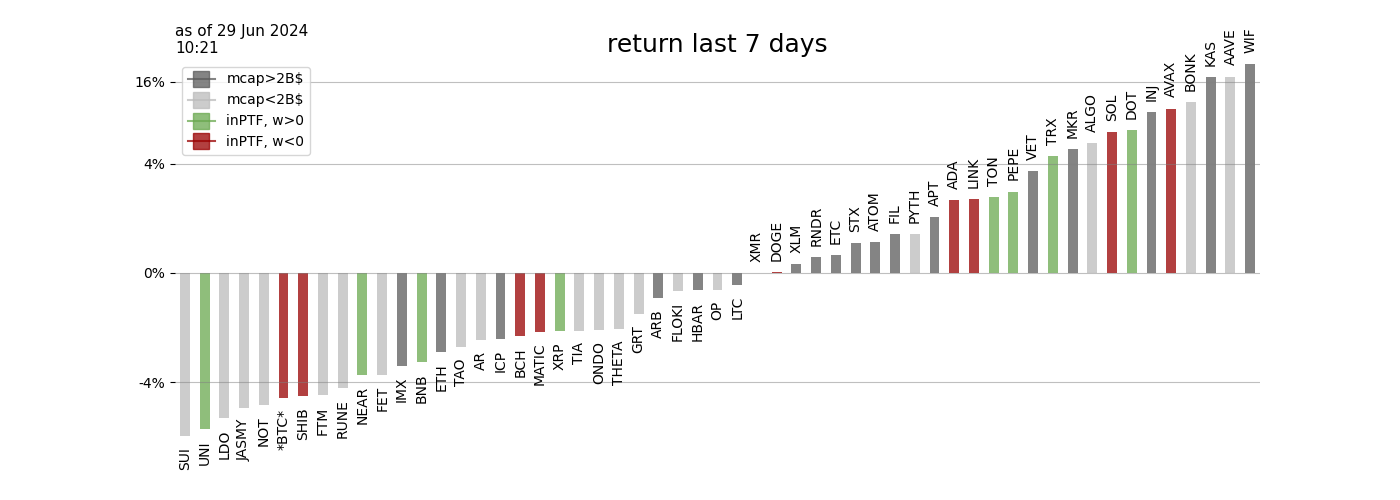 as of 29 Jun 2024
10:21
return last 7 days
mcap>2B$
mcap<2B$
inPTF, w>0
inPTF, w<0
16%
4%
0%
-4%
SUI
UNI
LDO
JASMY
NOT
*BTC*
SHIB
FTM
RUNE
NEAR
FET
IMX
BNB
ETH
TAO
AR
ICP
BCH
MATIC
XRP
TIA
ONDO
THETA
GRT
ARB
FLOKI
HBAR
OP
LTC
XMR
DOGE
XLM
RNDR
ETC
STX
ATOM
FIL
PYTH
APT
ADA
LINK
TON
PEPE
VET
TRX
MKR
ALGO
SOL
DOT
INJ
AVAX
BONK
KAS
AAVE
WIF